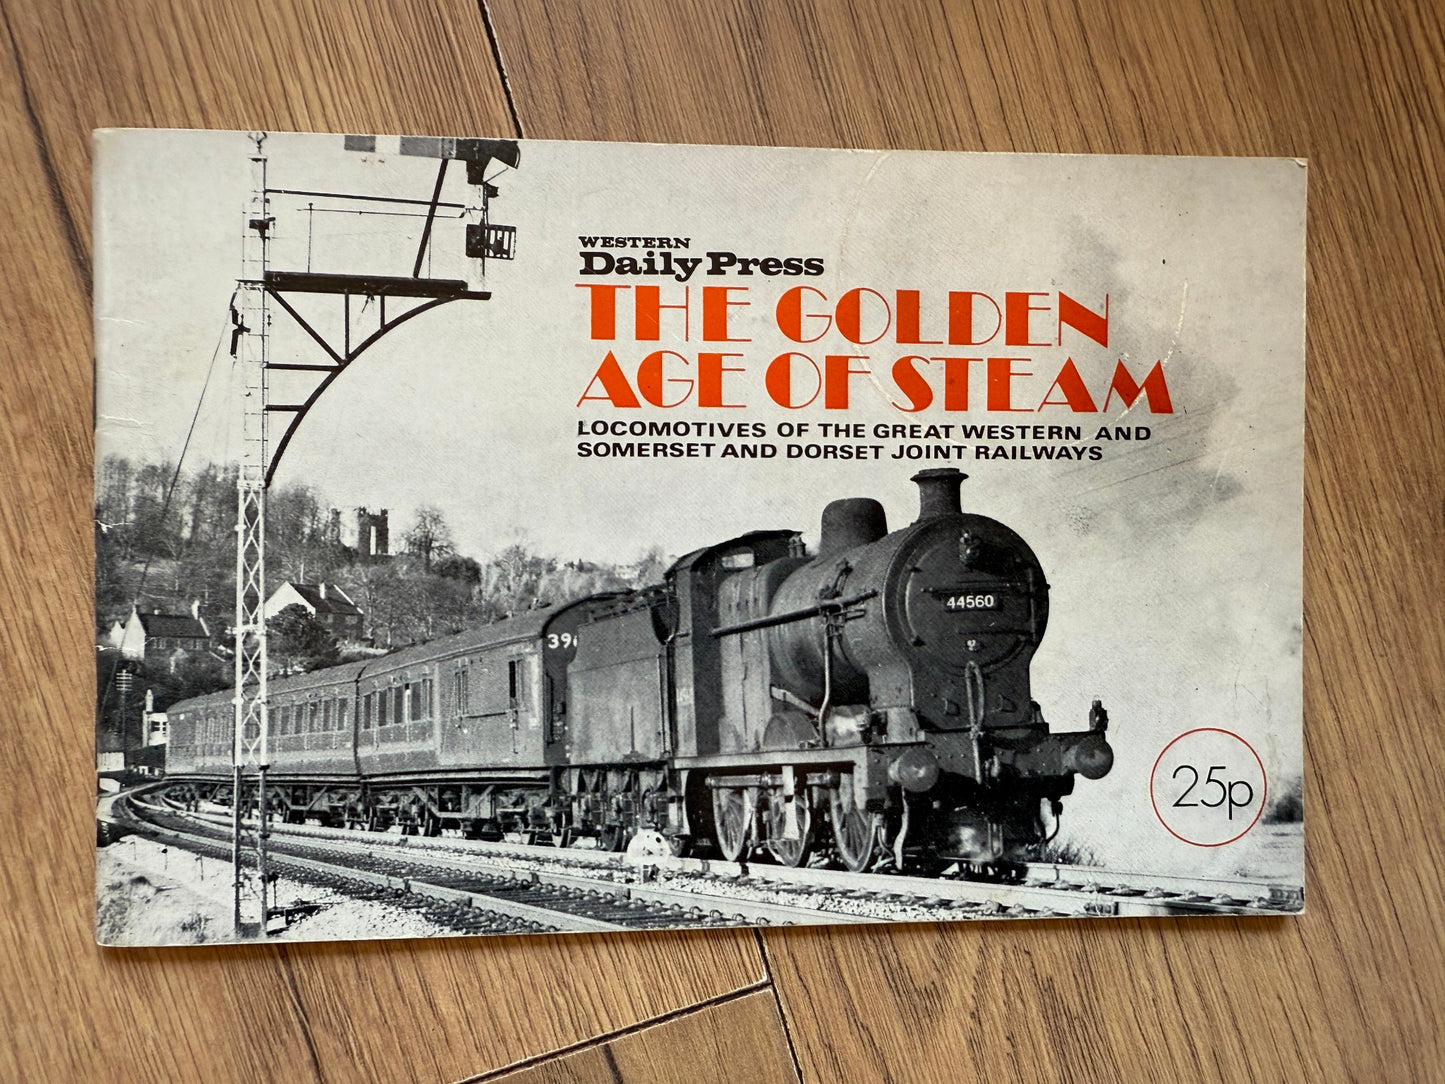 WESTERN
Daily Press
THE GOLDEN
AGE OF STEAM
LOCOMOTIVES OF THE GREAT WESTERN AND
SOMERSET AND DORSET JOINT RAILWAYS
44560
25p